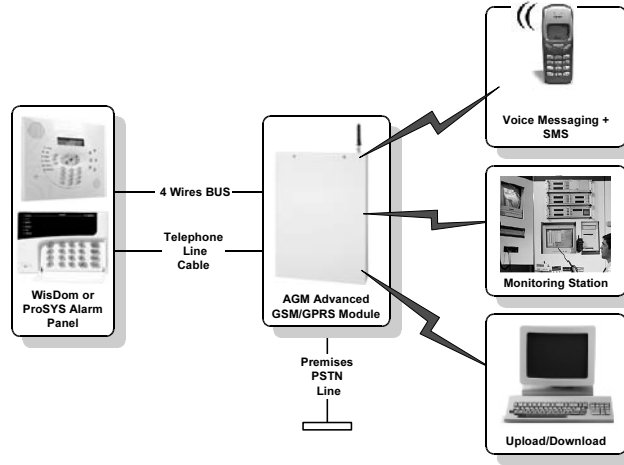 Voice Messaging +
SMS
4 Wires BUS
Telephone
Line
Cable
WisDom or
ProSYS Alarm
Panel
AGM Advanced
GSM/GPRS Module
Monitoring Station
Premises
PSTN
Line
Upload/Download